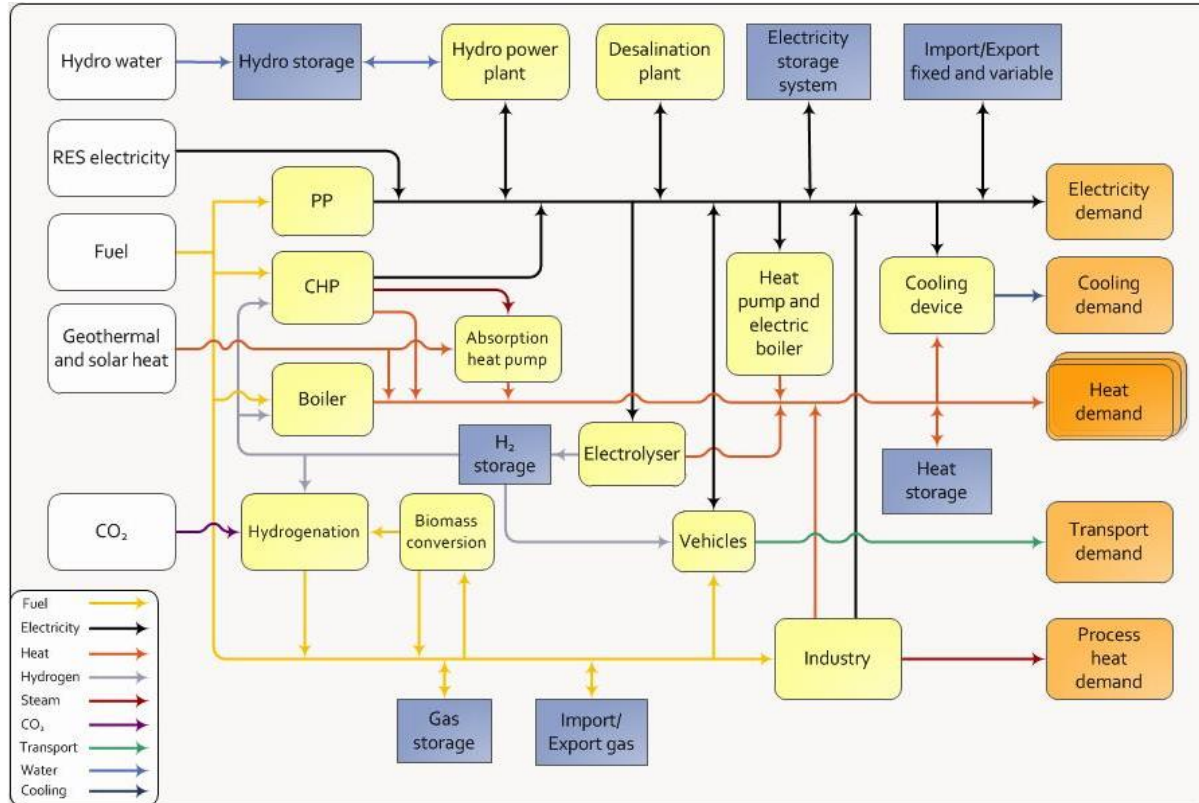 Hydro water
Hydro storage
Hydro power
plant
Desalination
plant
Electricity
storage
system
Import/Export
fixed and variable
RES electricity
PP
Electricity
demand
Fuel
CHP
Heat
pump and
electric
boiler
Cooling
device
Cooling
demand
Geothermal
and solar heat
Absorption
heat pump
Boiler
Heat
demand
H₂
storage
Electrolyser
Heat
storage
CO₂
Hydrogenation
Biomass
conversion
Vehicles
Transport
demand
Industry
Process
heat
demand
Gas
storage
Import/
Export gas
Fuel
Electricity
Heat
Hydrogen
Steam
CO₂
Transport
Water
Cooling